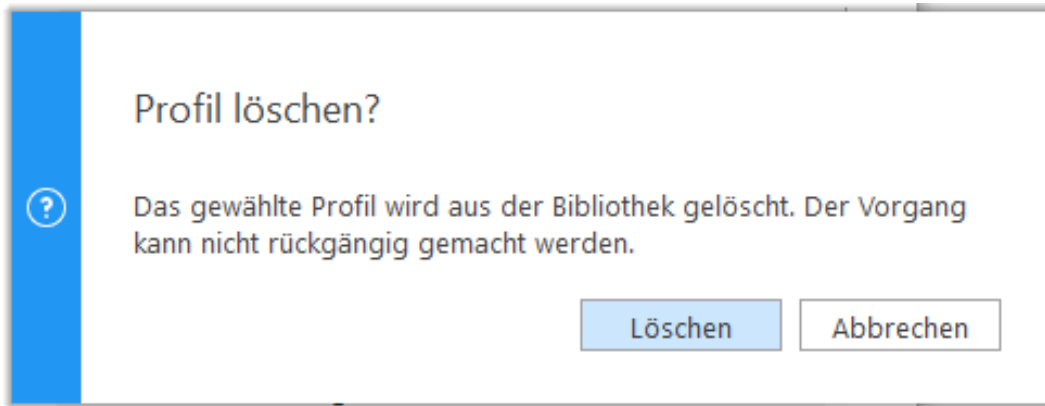 Profil löschen?
Das gewählte Profil wird aus der Bibliothek gelöscht. Der Vorgang
kann nicht rückgängig gemacht werden.
Löschen
Abbrechen